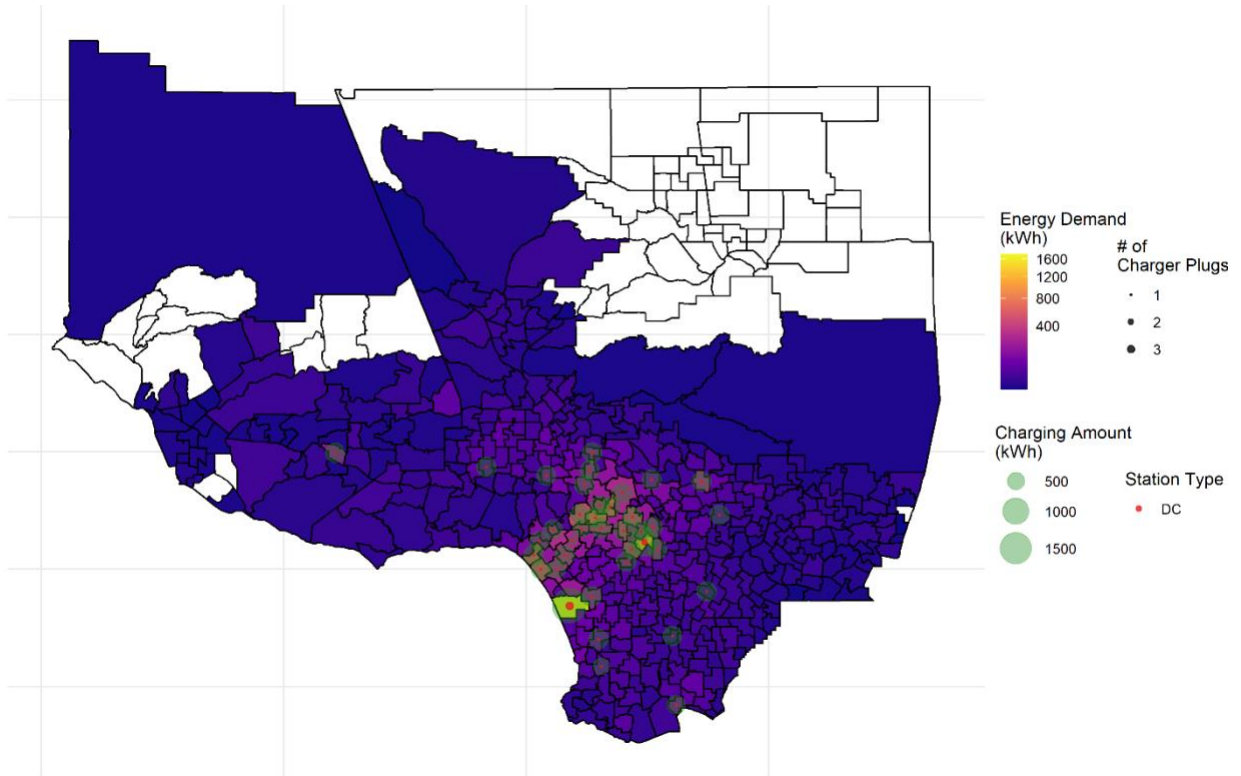 Energy Demand
(kWh)
1600
1200
800
400
# of
Charger Plugs
1
2
3
Charging Amount
(kWh)
500
1000
1500
Station Type
DC